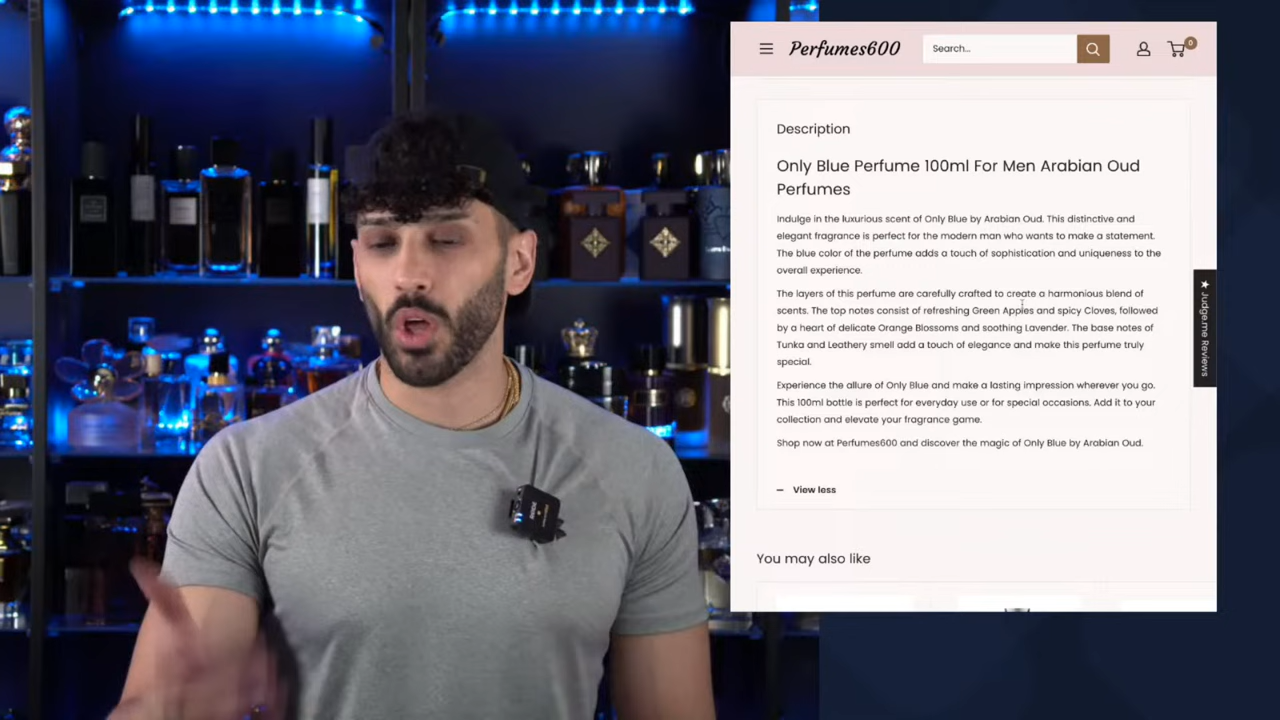 Perfumes600
Search...
0
Description
Only Blue Perfume 100ml For Men Arabian Oud
Perfumes
Indulge in the luxurious scent of Only Blue by Arabian Oud. This distinctive and
elegant fragrance is perfect for the modern man who wants to make a statement.
The blue color of the perfume adds a touch of sophistication and uniqueness to the
overall experience.
The layers of this perfume are carefully crafted to create a harmonious blend of
scents. The top notes consist of refreshing Green Apples and spicy Cloves, followed
by a heart of delicate Orange Blossoms and soothing Lavender. The base notes of
Tunka and Leathery smell add a touch of elegance and make this perfume truly
special.
Experience the allure of Only Blue and make a lasting impression wherever you go.
This 100ml bottle is perfect for everyday use or for special occasions. Add it to your
collection and elevate your fragrance game.
Shop now at Perfumes600 and discover the magic of Only Blue by Arabian Oud.
View less
You may also like
★ Judge.me Reviews